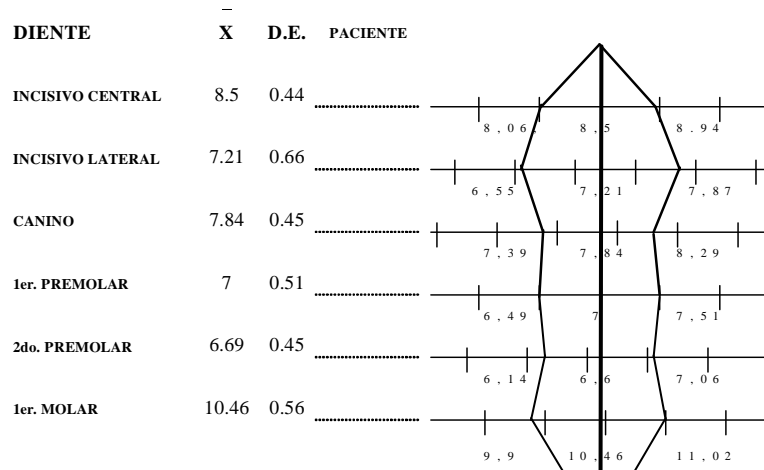 DIENTE X̄ D.E. PACIENTE
INCISIVO CENTRAL 8.5 0.44
8,06, 8,5 8.94
INCISIVO LATERAL 7.21 0.66
6,55 7,21 7,87
CANINO 7.84 0.45
7,39 7,84 8,29
1er. PREMOLAR 7 0.51
6,49 7 7,51
2do. PREMOLAR 6.69 0.45
6,14 6,6 7,06
1er. MOLAR 10.46 0.56
9,9 10,46 11,02